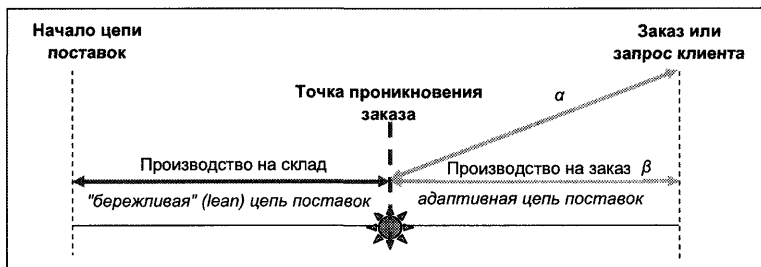 Начало цепи
поставок
Заказ или
запрос клиента
Точка проникновения
заказа
α
Производство на склад
Производство на заказ β
"бережливая" (lean) цепь поставок
адаптивная цепь поставок